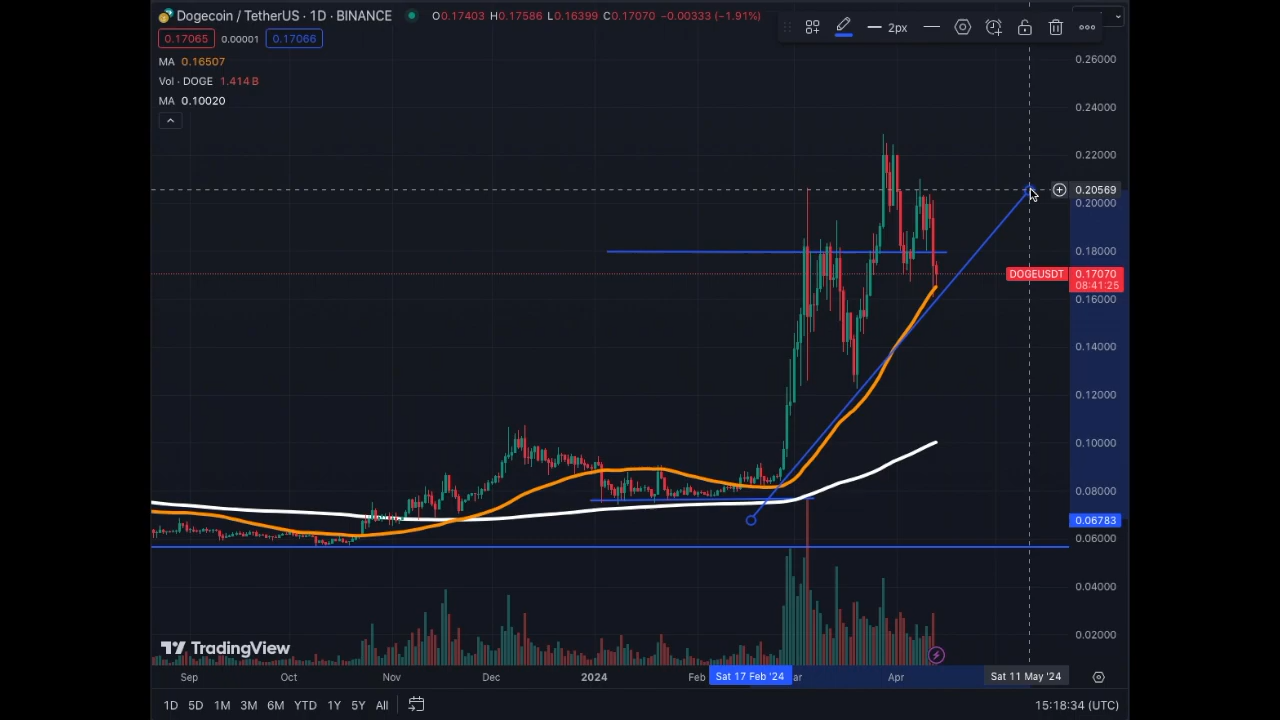 Dogecoin / TetherUS · 1D · BINANCE O0.17403 H0.17586 L0.16399 C0.17070 −0.00333 (−1.91%)
2px
0.17065 0.00001 0.17066
MA 0.16507
Vol · DOGE 1.414 B
MA 0.10020
0.26000
0.24000
0.22000
0.20569
0.20000
0.18000
DOGEUSDT 0.17070
08:41:25
0.16000
0.14000
0.12000
0.10000
0.08000
0.06783
0.06000
0.04000
0.02000
TradingView
Sep Oct Nov Dec 2024 Feb Sat 17 Feb '24 ar Apr Sat 11 May '24
1D 5D 1M 3M 6M YTD 1Y 5Y All 15:18:34 (UTC)